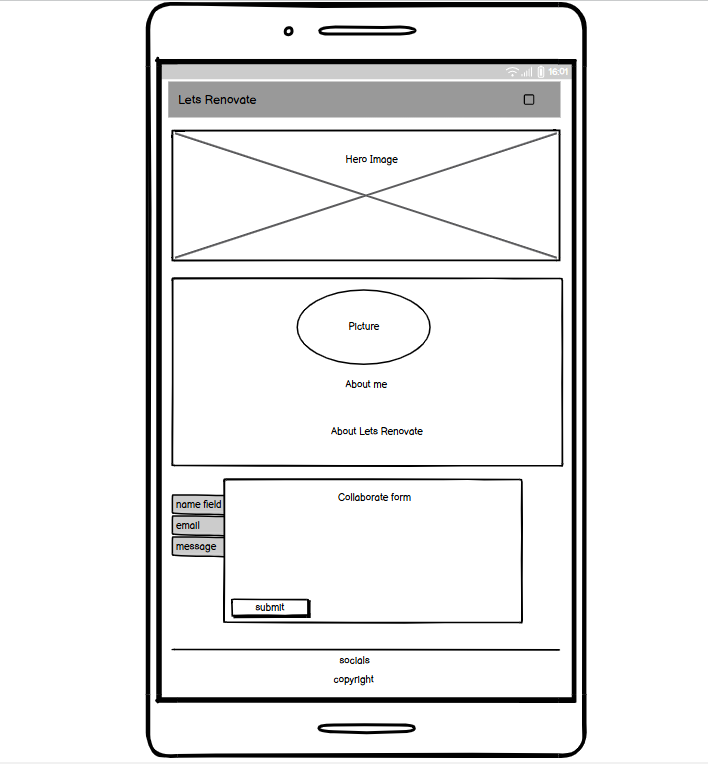 16:01
Lets Renovate
Hero Image
Picture
About me
About Lets Renovate
Collaborate form
name field
email
message
submit
socials
copyright